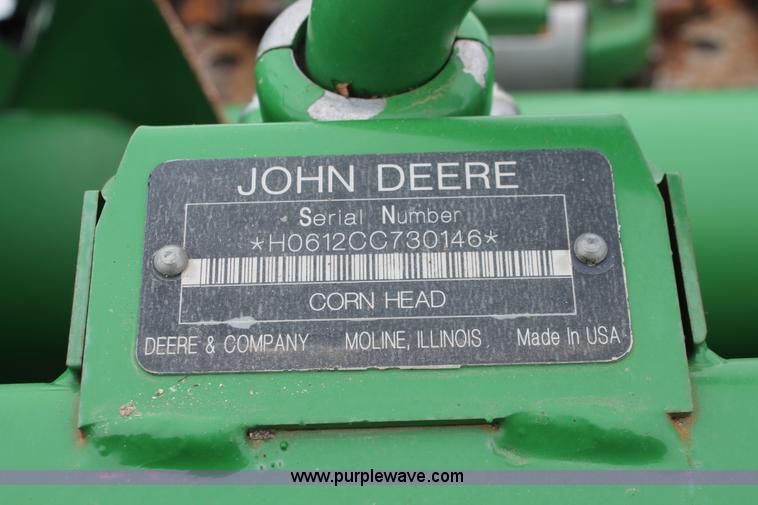 JOHN DEERE
Serial Number
*H0612CC730146*
CORN HEAD
DEERE & COMPANY MOLINE, ILLINOIS Made In USA
www.purplewave.com